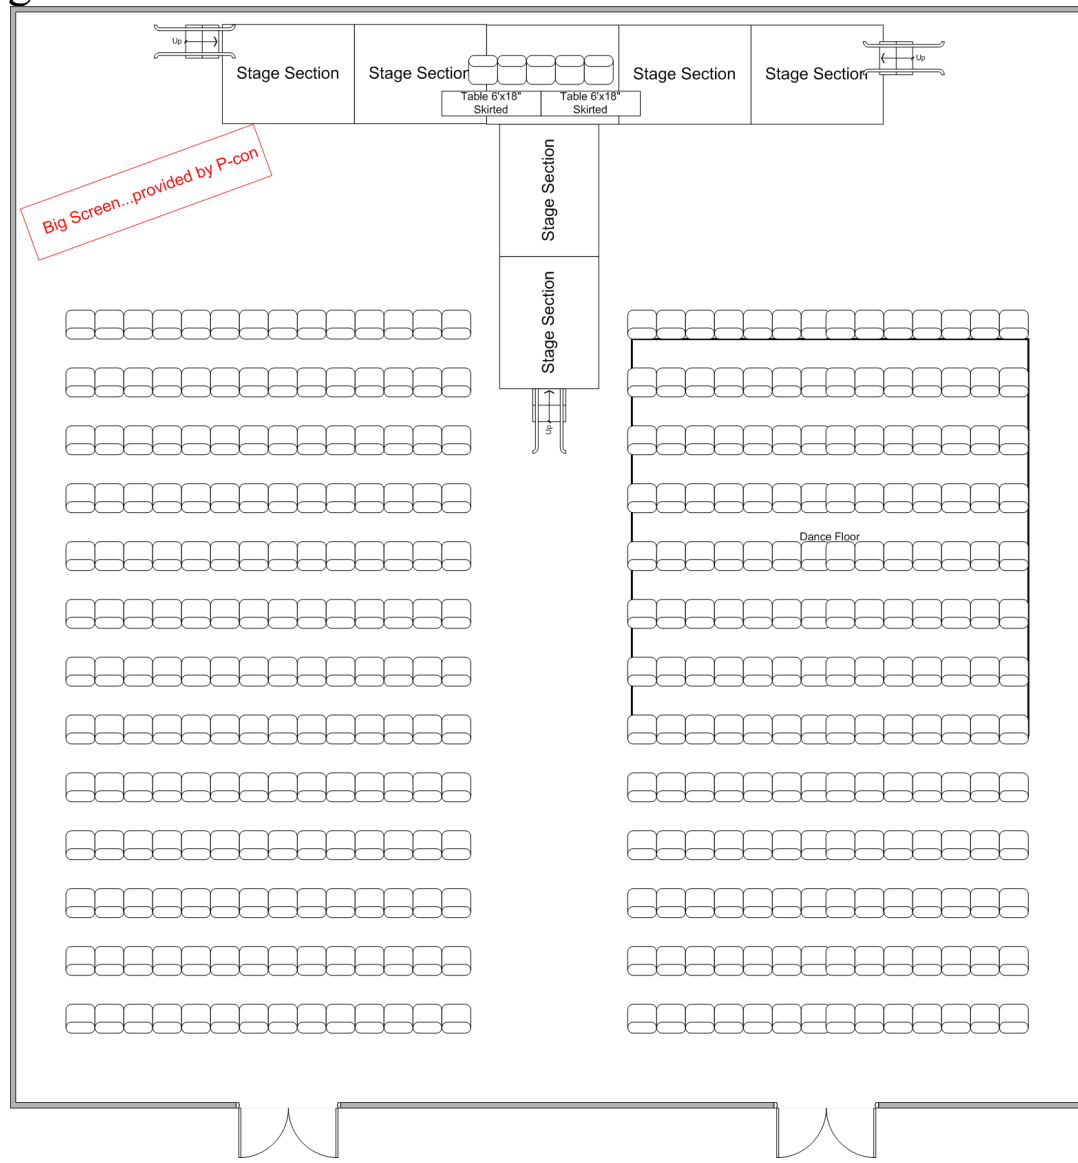 g
Up
Stage Section
Stage Section
Stage Section
Stage Section
Up
Table 6'x18"
Skirted
Table 6'x18"
Skirted
Big Screen...provided by P-con
Stage Section
Stage Section
Up
Dance Floor